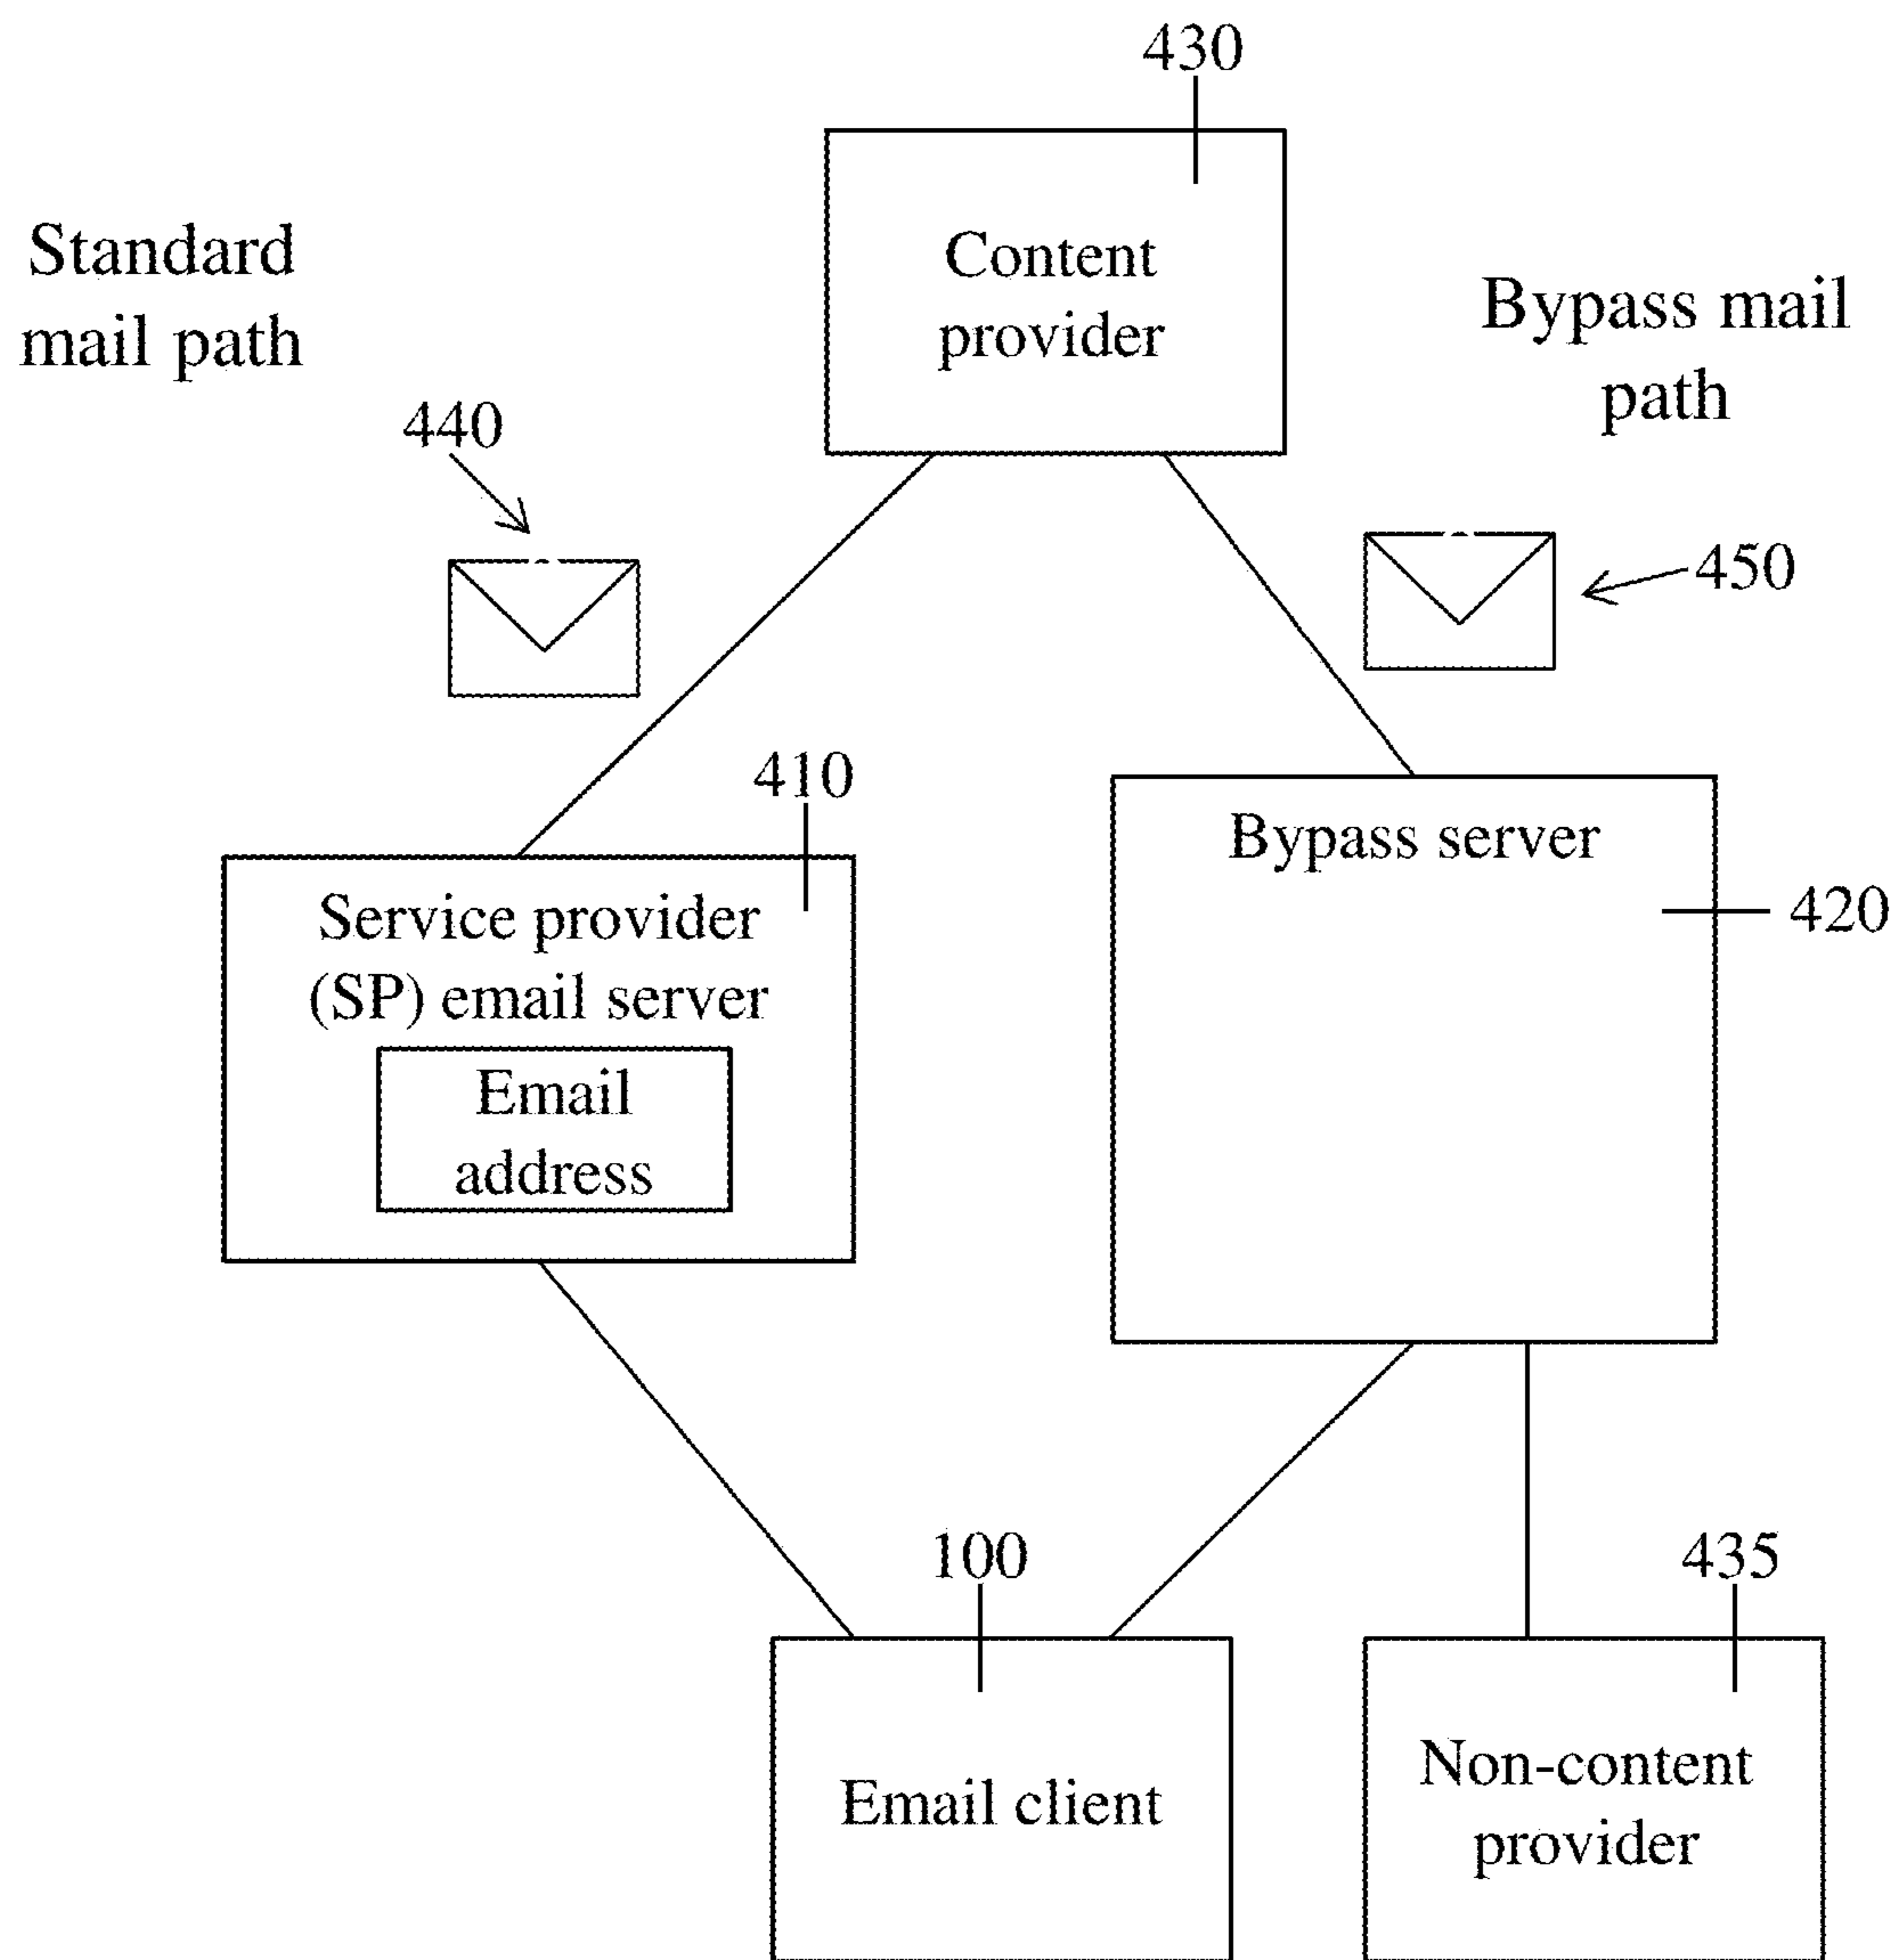 430
Content
provider
Standard
mail path
Bypass mail
path
440
450
410
Service provider
(SP) email server
Email
address
Bypass server
420
100
Email client
435
Non-content
provider